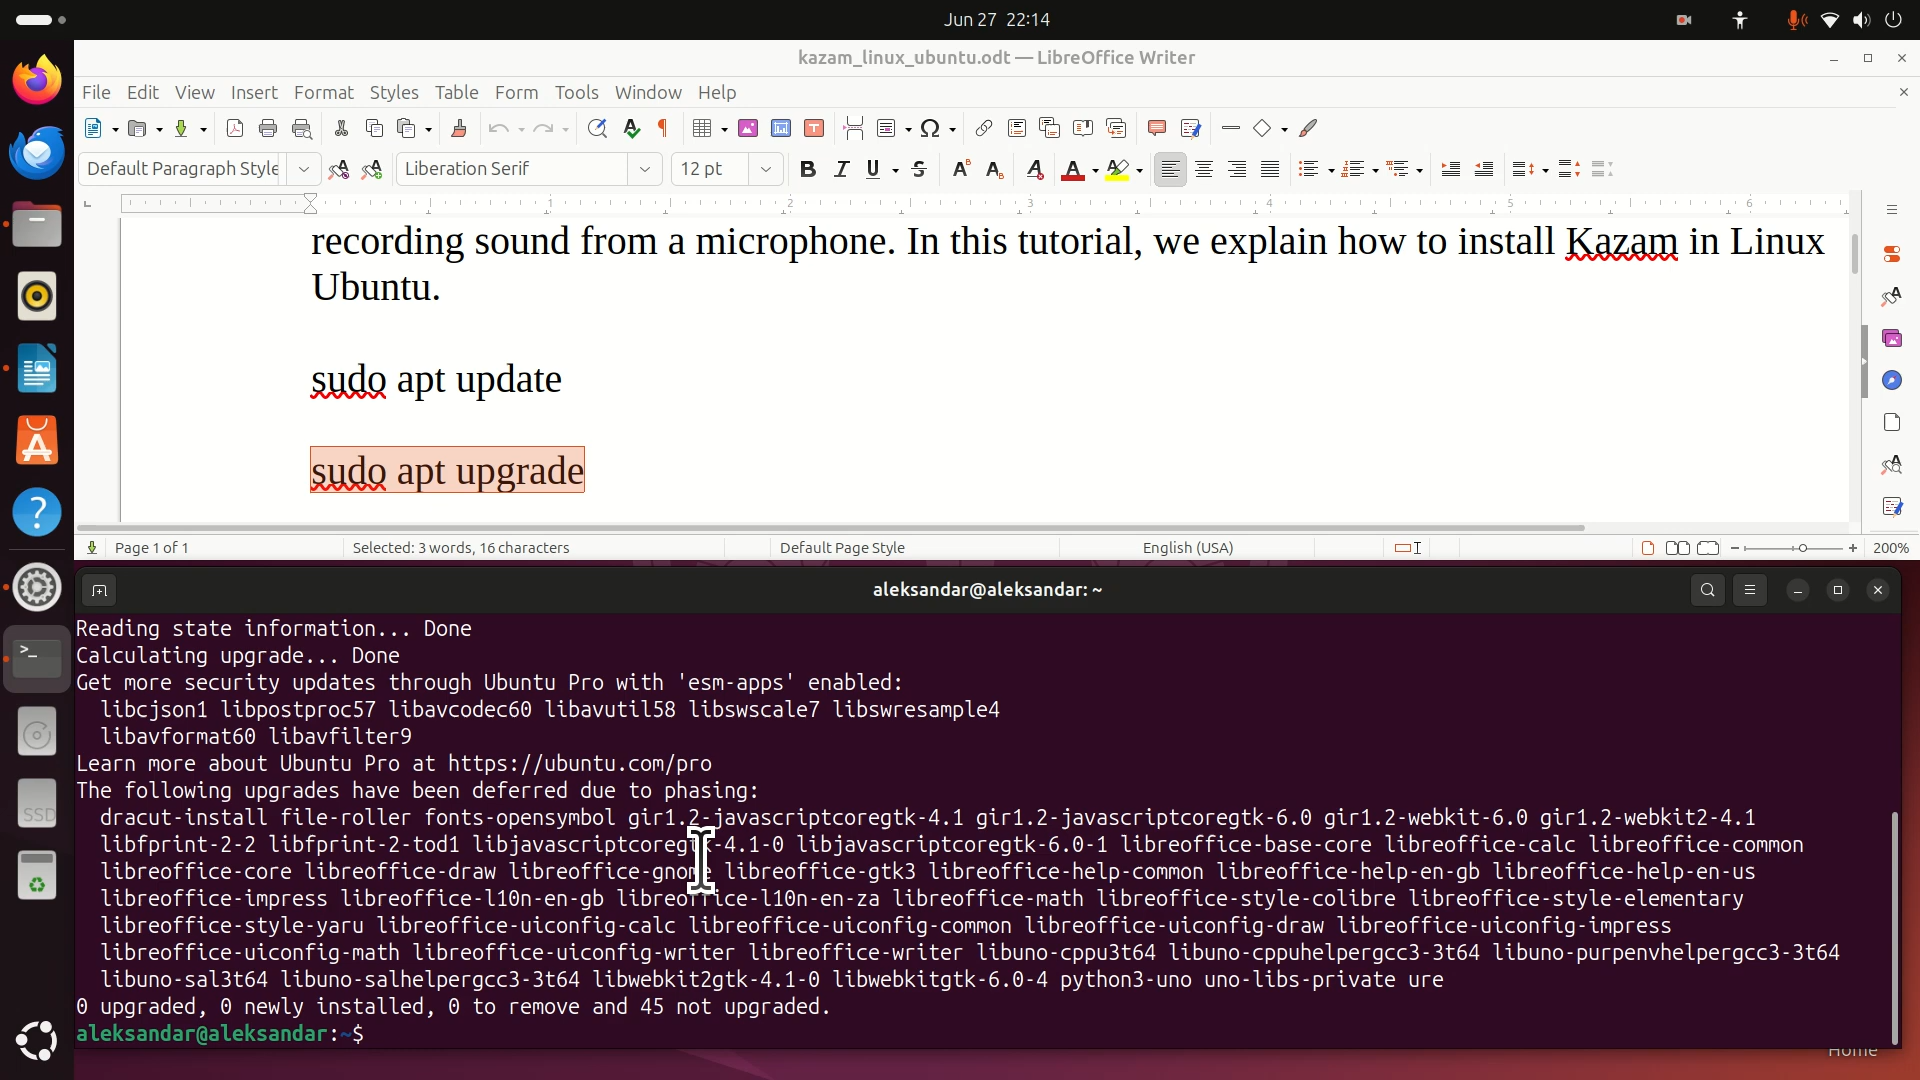 Jun 27 22:14
kazam_linux_ubuntu.odt — LibreOffice Writer
File Edit View Insert Format Styles Table Form Tools Window Help
Default Paragraph Style Liberation Serif 12 pt
1 2 3 4 5 6
recording sound from a microphone. In this tutorial, we explain how to install Kazam in Linux
Ubuntu.
sudo apt update
sudo apt upgrade
Page 1 of 1 Selected: 3 words, 16 characters Default Page Style English (USA) 200%
aleksandar@aleksandar: ~
Reading state information... Done
Calculating upgrade... Done
Get more security updates through Ubuntu Pro with 'esm-apps' enabled:
libcjson1 libpostproc57 libavcodec60 libavutil58 libswscale7 libswresample4
libavformat60 libavfilter9
Learn more about Ubuntu Pro at https://ubuntu.com/pro
The following upgrades have been deferred due to phasing:
dracut-install file-roller fonts-opensymbol gir1.2-javascriptcoregtk-4.1 gir1.2-javascriptcoregtk-6.0 gir1.2-webkit-6.0 gir1.2-webkit2-4.1
libfprint-2-2 libfprint-2-tod1 libjavascriptcoregtk-4.1-0 libjavascriptcoregtk-6.0-1 libreoffice-base-core libreoffice-calc libreoffice-common
libreoffice-core libreoffice-draw libreoffice-gnome libreoffice-gtk3 libreoffice-help-common libreoffice-help-en-gb libreoffice-help-en-us
libreoffice-impress libreoffice-l10n-en-gb libreoffice-l10n-en-za libreoffice-math libreoffice-style-colibre libreoffice-style-elementary
libreoffice-style-yaru libreoffice-uiconfig-calc libreoffice-uiconfig-common libreoffice-uiconfig-draw libreoffice-uiconfig-impress
libreoffice-uiconfig-math libreoffice-uiconfig-writer libreoffice-writer libuno-cppu3t64 libuno-cppuhelpergcc3-3t64 libuno-purpenvhelpergcc3-3t64
libuno-sal3t64 libuno-salhelpergcc3-3t64 libwebkit2gtk-4.1-0 libwebkitgtk-6.0-4 python3-uno uno-libs-private ure
0 upgraded, 0 newly installed, 0 to remove and 45 not upgraded.
aleksandar@aleksandar:~$
Home